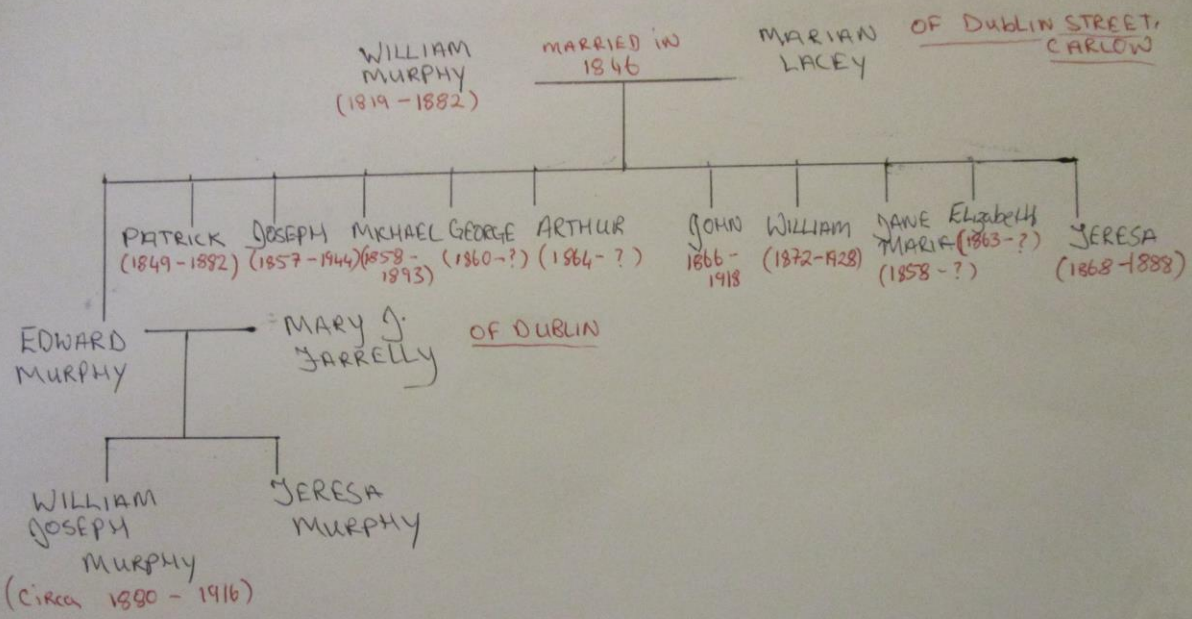 WILLIAM MURPHY (1819-1882)
MARRIED IN 1846
MARIAN LACEY
OF DUBLIN STREET, CARLOW
PATRICK (1849-1882)
JOSEPH (1857-1944)
MICHAEL (1858-1893)
GEORGE (1860-?)
ARTHUR (1864-?)
JOHN 1866-1918
WILLIAM (1872-1928)
JANE MARIA (1858-?)
Elizabeth (1863-?)
TERESA (1868-1888)
EDWARD MURPHY
MARY J. FARRELLY
OF DUBLIN
WILLIAM JOSEPH MURPHY
(Circa 1880-1916)
TERESA MURPHY